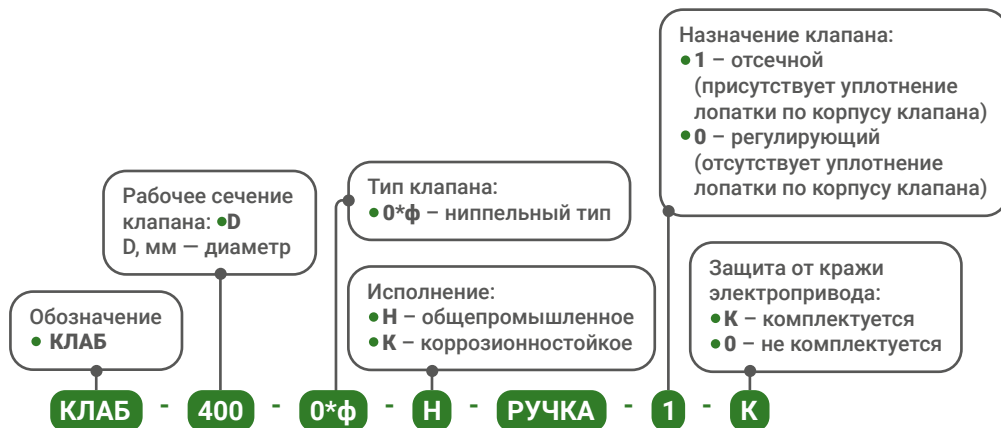 Назначение клапана:
• 1 – отсечной
(присутствует уплотнение
лопатки по корпусу клапана)
• 0 – регулирующий
(отсутствует уплотнение
лопатки по корпусу клапана)
Рабочее сечение
клапана: •D
D, мм — диаметр
Тип клапана:
• 0*ф – ниппельный тип
Обозначение
• КЛАБ
Исполнение:
• Н – общепромышленное
• К – коррозионностойкое
Защита от кражи
электропривода:
• К – комплектуется
• 0 – не комплектуется
КЛАБ - 400 - 0*ф - Н - РУЧКА - 1 - К